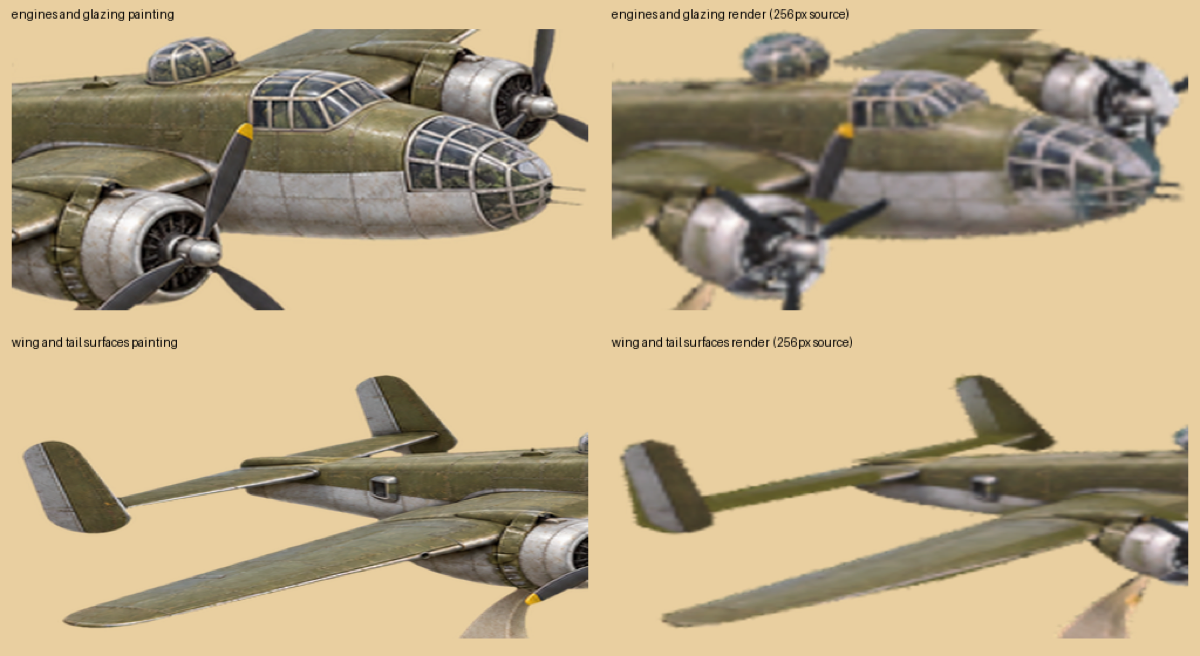 engines and glazing painting
engines and glazing render (256px source)
wing and tail surfaces painting
wing and tail surfaces render (256px source)